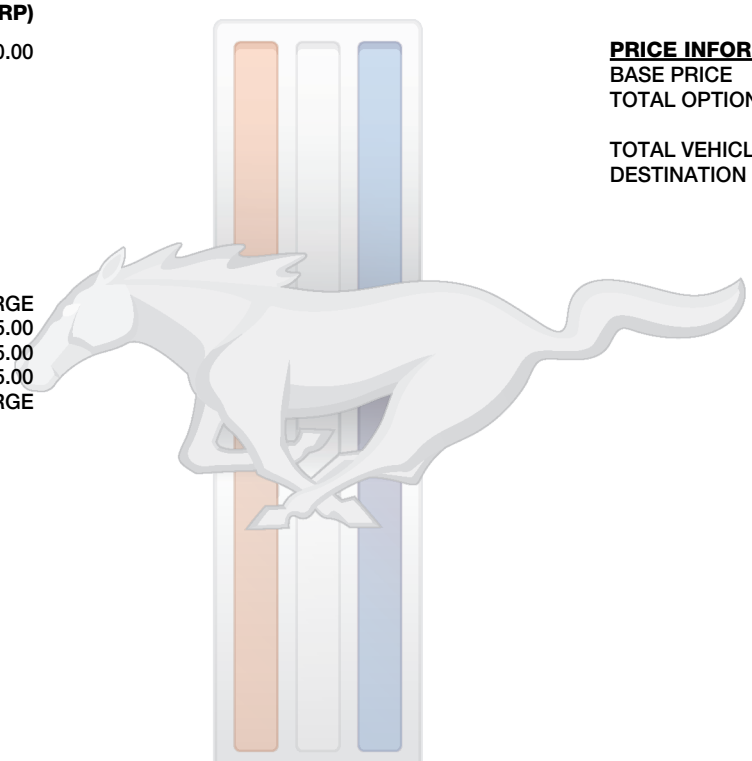 RP)
0.00
RGE
5.00
5.00
5.00
RGE
PRICE INFOR
BASE PRICE
TOTAL OPTION
TOTAL VEHICL
DESTINATION